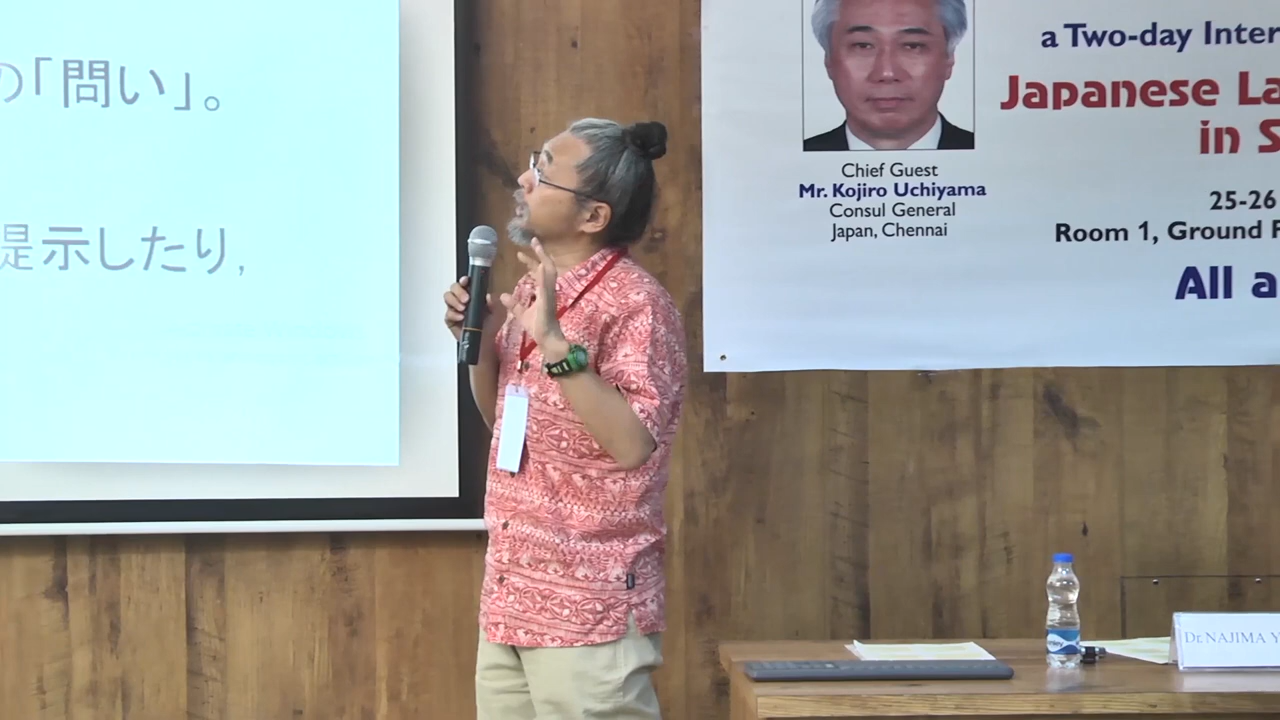 の「問い」。
提示したり,
a Two-day Inter
Japanese La
in S
Chief Guest
Mr. Kojiro Uchiyama
Consul General
Japan, Chennai
25-26
Room 1, Ground F
All a
Dr. NAJIMA Y